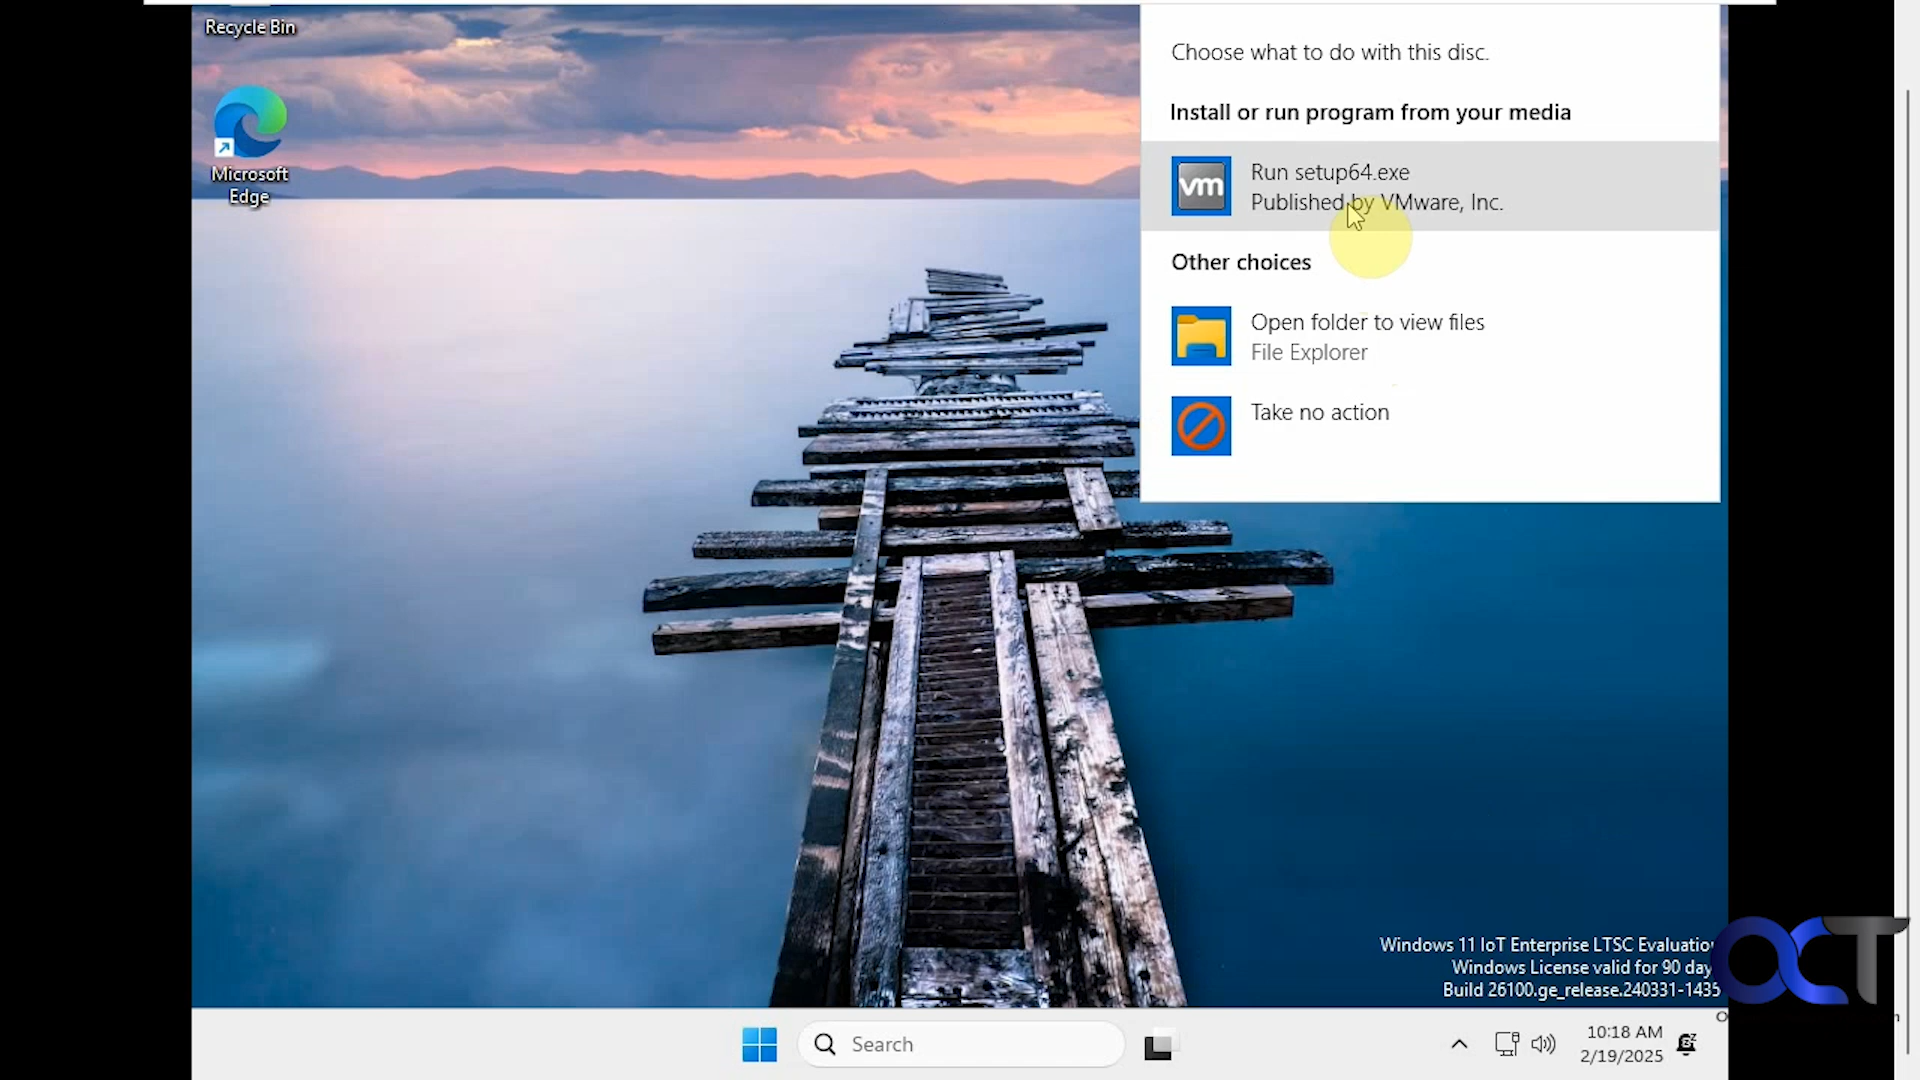 Recycle Bin
Microsoft
Edge
Choose what to do with this disc.
Install or run program from your media
vm
Run setup64.exe
Published by VMware, Inc.
Other choices
Open folder to view files
File Explorer
Take no action
Windows 11 IoT Enterprise LTSC Evaluation
Windows License valid for 90 day
Build 26100.ge_release.240331-1435
OCT
Search
10:18 AM
2/19/2025